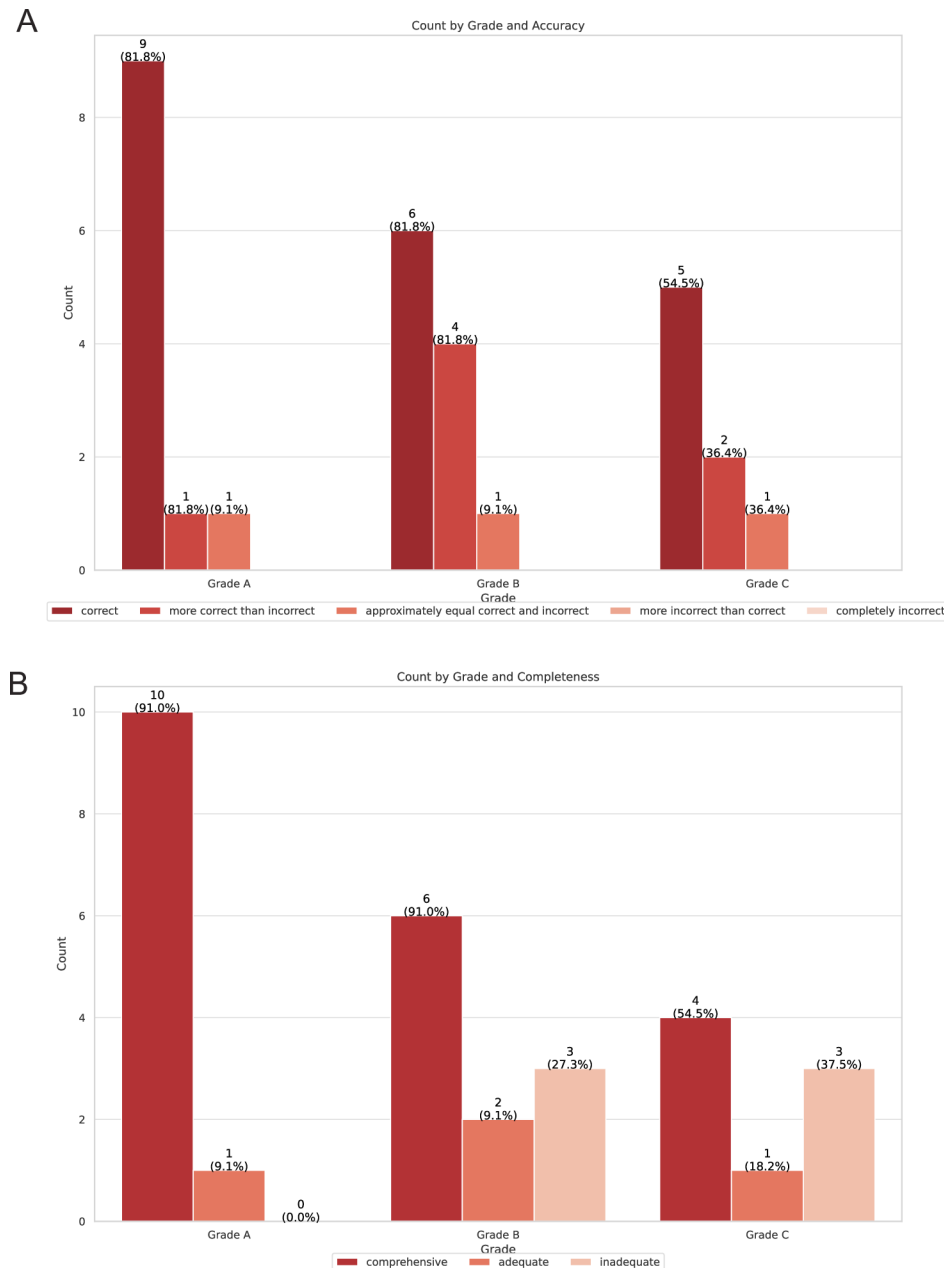 A
Count by Grade and Accuracy
9
(81.8%)
8
6
(81.8%)
6
5
(54.5%)
Count
4
(81.8%)
4
2
(36.4%)
2
1
(81.8%)
1
(9.1%)
1
(9.1%)
1
(36.4%)
0
Grade A
Grade B
Grade C
Grade
correct
more correct than incorrect
approximately equal correct and incorrect
more incorrect than correct
completely incorrect
B
Count by Grade and Completeness
10
(91.0%)
10
8
6
(91.0%)
6
Count
4
(54.5%)
4
3
(27.3%)
3
(37.5%)
2
(9.1%)
2
1
(9.1%)
1
(18.2%)
0
(0.0%)
0
Grade A
Grade B
Grade C
Grade
comprehensive
adequate
inadequate